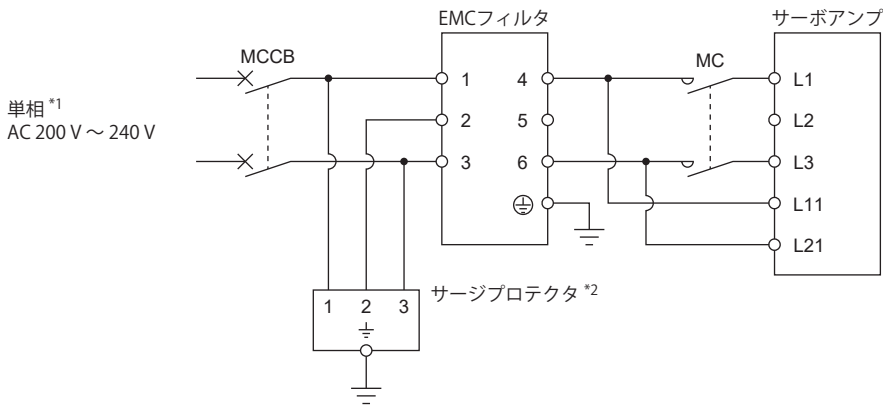 EMCフィルタ
サーボアンプ
MCCB
MC
単相 *1
AC 200 V ～ 240 V
1 4
2 5
3 6
L1
L2
L3
L11
L21
サージプロテクタ *2
1 2 3